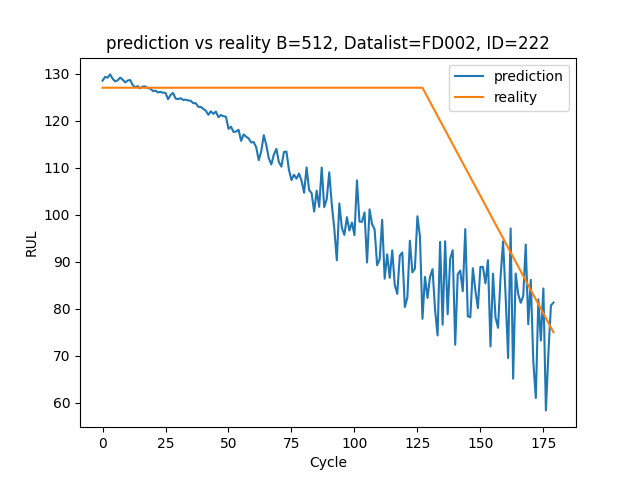 prediction vs reality B=512, Datalist=FD002, ID=222
prediction
reality
RUL
130
120
110
100
90
80
70
60
0 25 50 75 100 125 150 175
Cycle